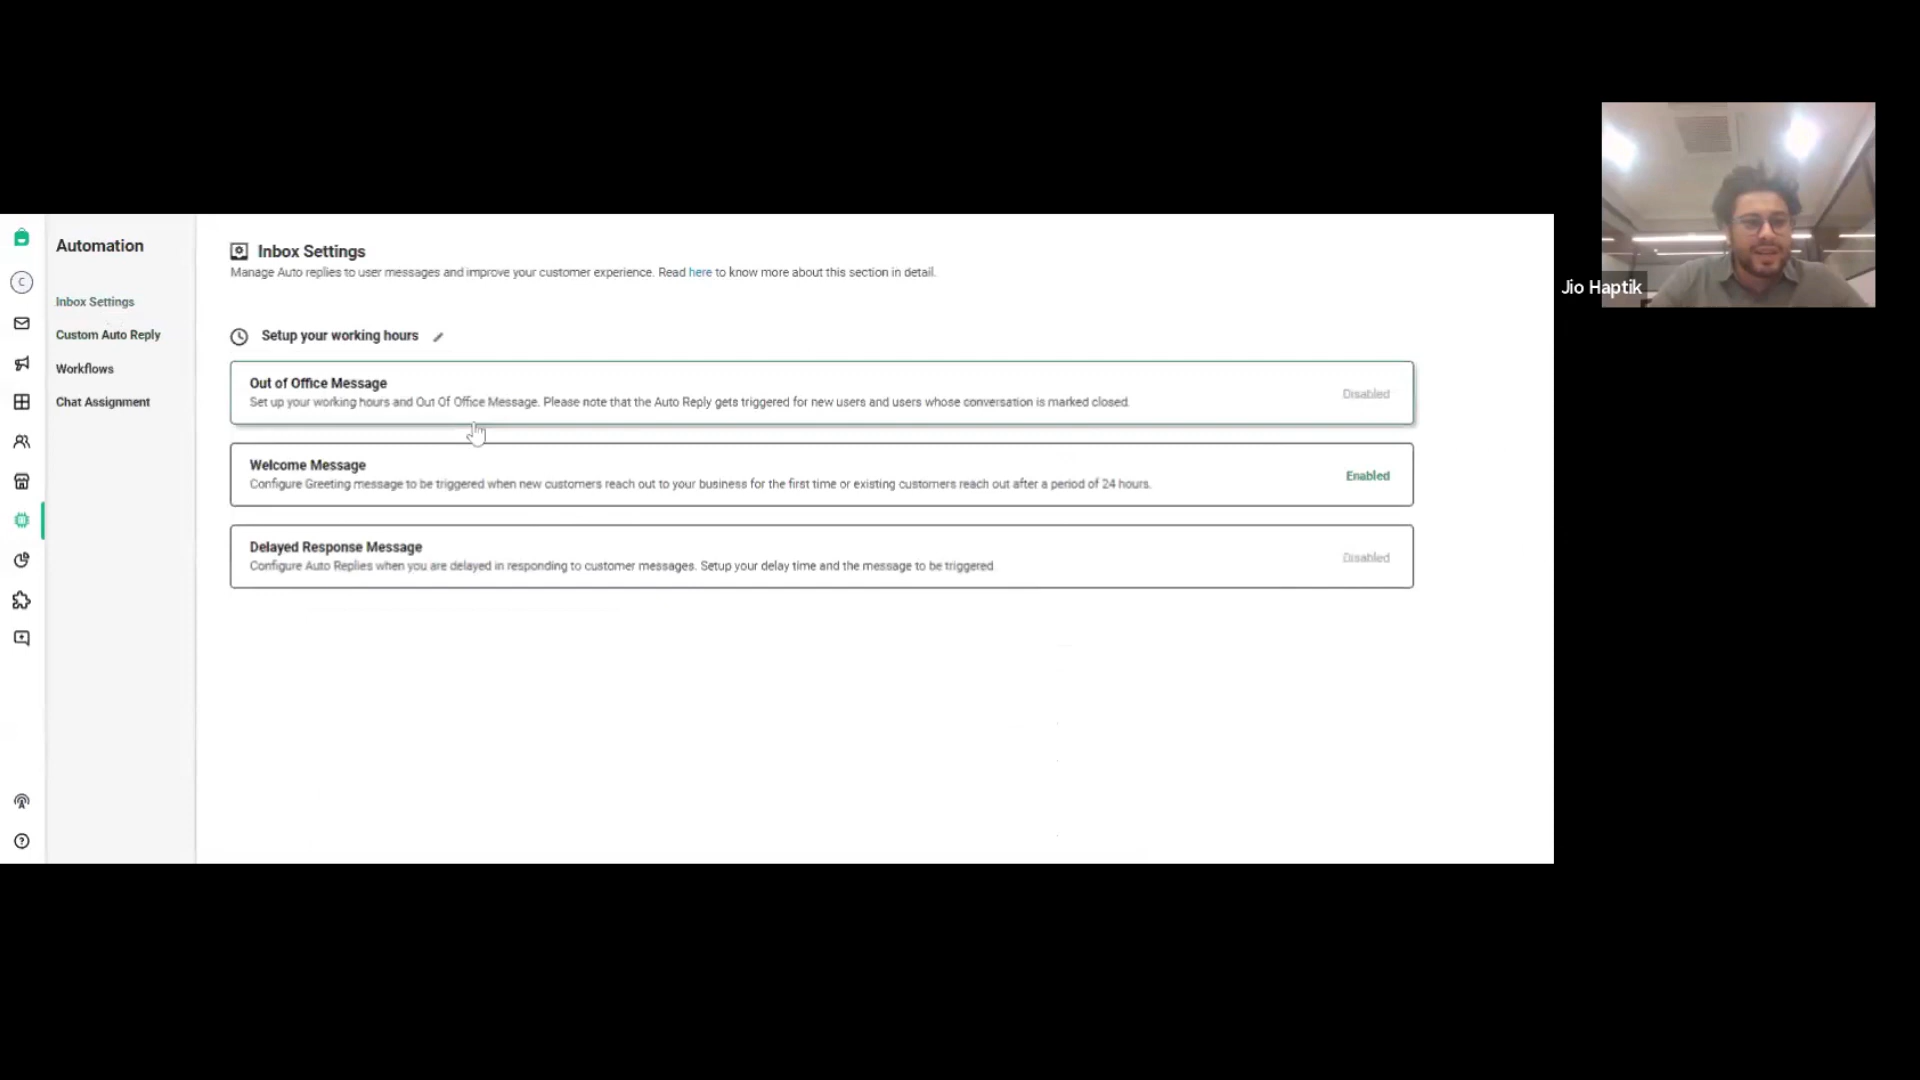 Automation
Inbox Settings
Custom Auto Reply
Workflows
Chat Assignment
C
Inbox Settings
Manage Auto replies to user messages and improve your customer experience. Read here to know more about this section in detail.
Setup your working hours
Out of Office Message
Set up your working hours and Out Of Office Message. Please note that the Auto Reply gets triggered for new users and users whose conversation is marked closed.
Disabled
Welcome Message
Configure Greeting message to be triggered when new customers reach out to your business for the first time or existing customers reach out after a period of 24 hours.
Enabled
Delayed Response Message
Configure Auto Replies when you are delayed in responding to customer messages. Setup your delay time and the message to be triggered
Disabled
Jio Haptik